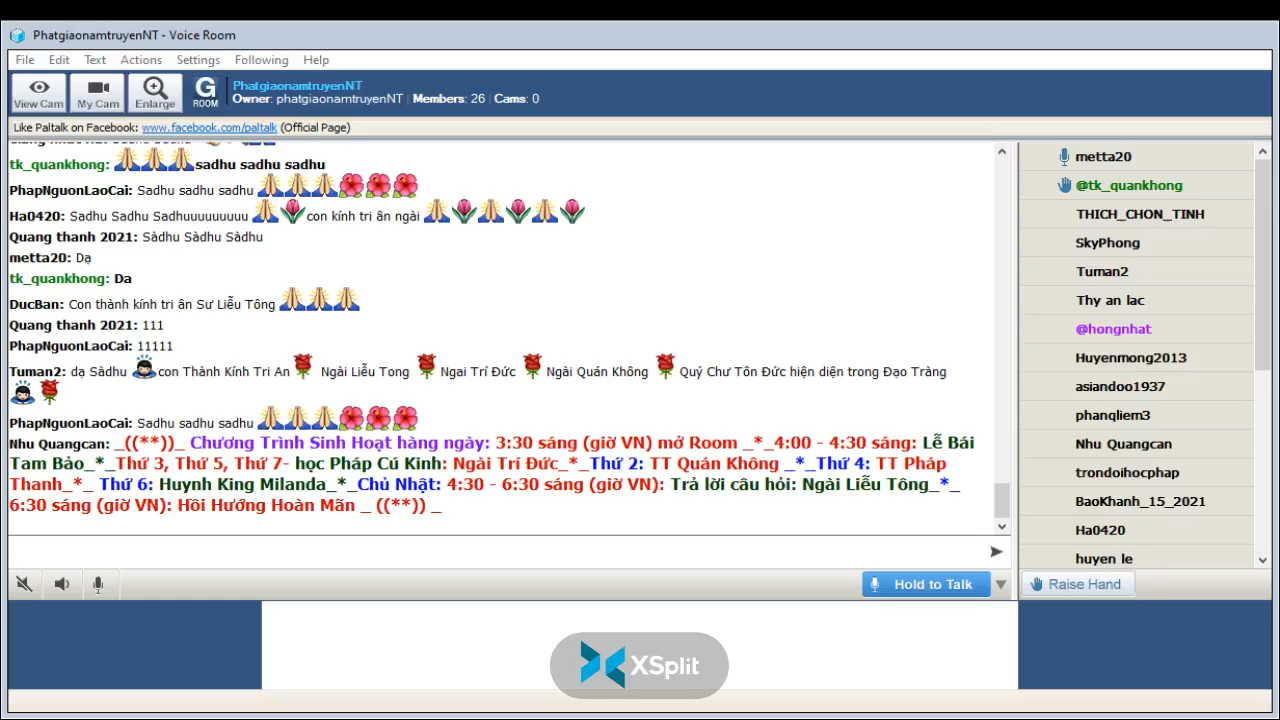 PhatgiaonamtruyenNT - Voice Room
File Edit Text Actions Settings Following Help
View Cam My Cam Enlarge G ROOM
PhatgiaonamtruyenNT
Owner: phatgiaonamtruyenNT | Members: 26 | Cams: 0
Like Paltalk on Facebook: www.facebook.com/paltalk (Official Page)
tk_quankhong: sadhu sadhu sadhu
PhapNguonLaoCai: Sadhu sadhu sadhu
Ha0420: Sadhu Sadhu Sadhuuuuuuuuu con kính tri ân ngài
Quang thanh 2021: Sàdhu Sàdhu Sàdhu
metta20: Dạ
tk_quankhong: Da
DucBan: Con thành kính tri ân Sư Liễu Tông
Quang thanh 2021: 111
PhapNguonLaoCai: 11111
Tuman2: dạ Sàdhu con Thành Kính Tri An Ngài Liễu Tong Ngai Trí Đức Ngài Quán Không Quý Chư Tôn Đức hiện diện trong Đạo Tràng
PhapNguonLaoCai: Sadhu sadhu sadhu
Nhu Quangcan: _((**))_ Chương Trình Sinh Hoạt hàng ngày: 3:30 sáng (giờ VN) mở Room _*_4:00 - 4:30 sáng: Lễ Bái
Tam Bảo_*_Thứ 3, Thứ 5, Thứ 7- học Pháp Cú Kinh: Ngài Trí Đức_*_Thứ 2: TT Quán Không _*_Thứ 4: TT Pháp
Thanh_*_ Thứ 6: Huynh King Milanda_*_Chủ Nhật: 4:30 - 6:30 sáng (giờ VN): Trả lời câu hỏi: Ngài Liễu Tông_*_
6:30 sáng (giờ VN): Hồi Hướng Hoàn Mãn _ ((**)) _
metta20
@tk_quankhong
THICH_CHON_TINH
SkyPhong
Tuman2
Thy an lac
@hongnhat
Huyenmong2013
asiandoo1937
phanqliem3
Nhu Quangcan
trondoihocphap
BaoKhanh_15_2021
Ha0420
huyen le
Hold to Talk
Raise Hand
XSplit